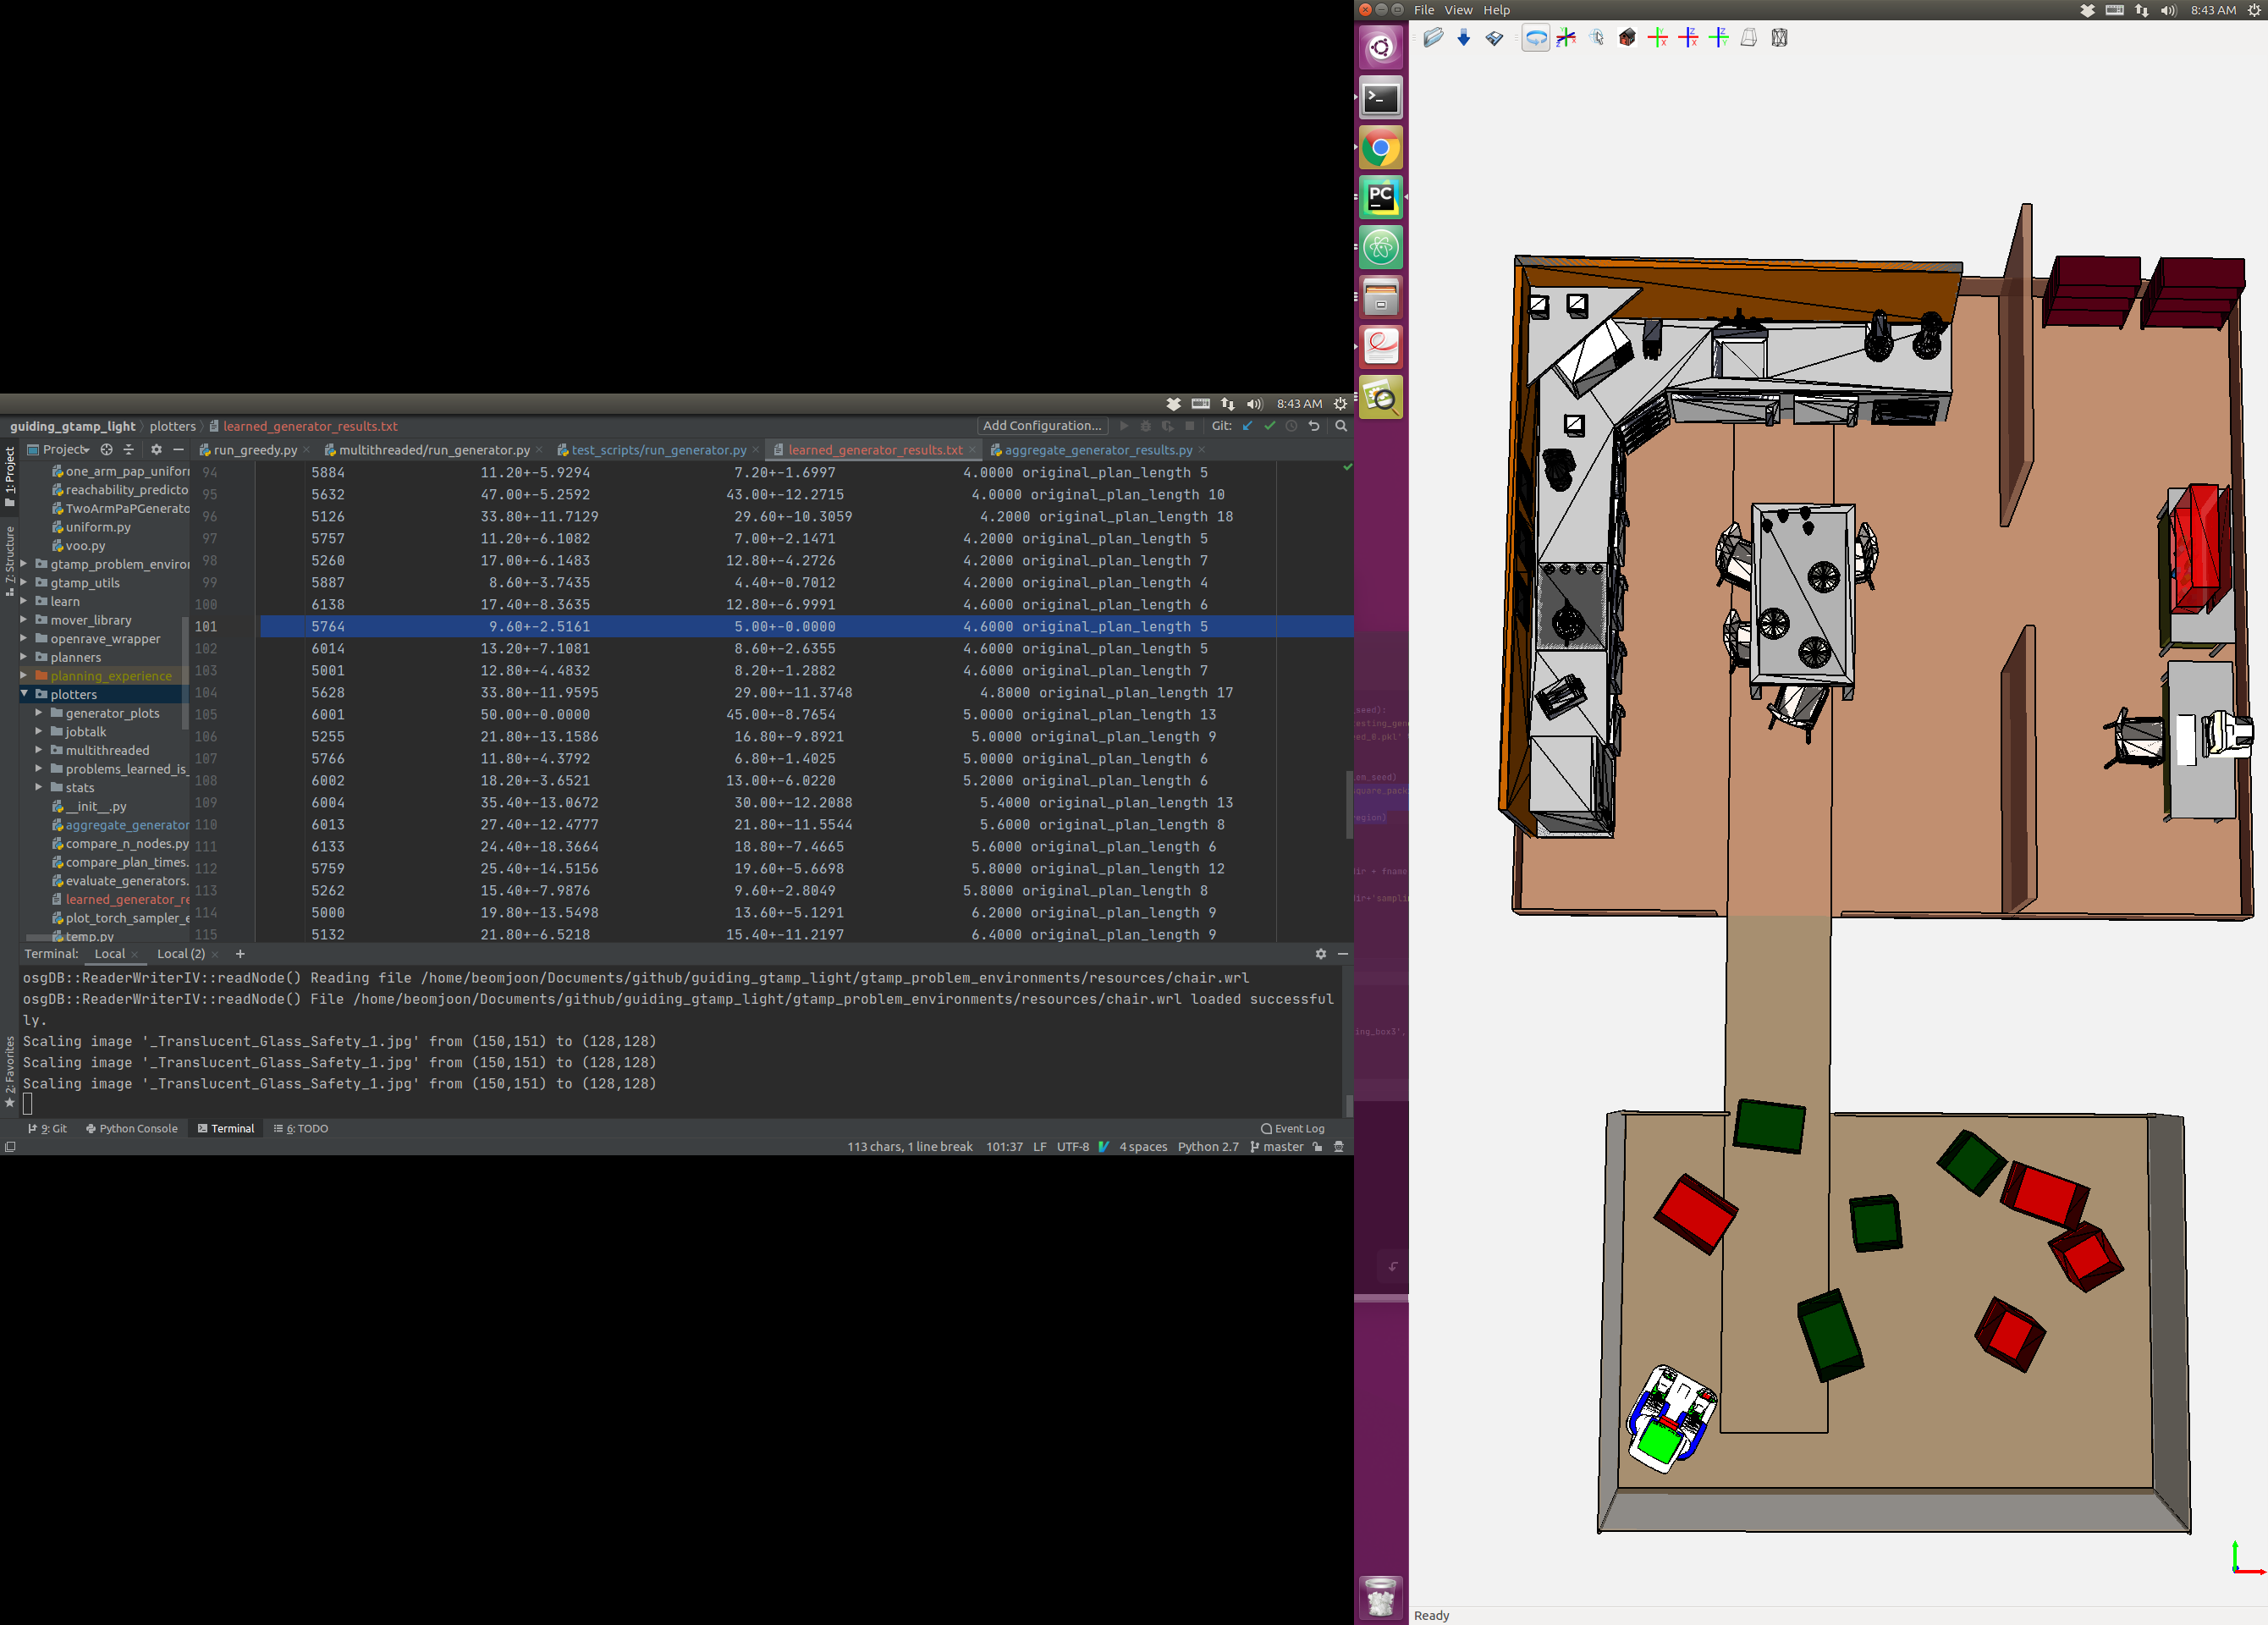 File View Help
8:43 AM
8:43 AM
guiding_gtamp_light plotters learned_generator_results.txt
Add Configuration...
Git:
Project
run_greedy.py
multithreaded/run_generator.py
test_scripts/run_generator.py
learned_generator_results.txt
aggregate_generator_results.py
1: Project
7: Structure
2: Favorites
one_arm_pap_unifor
reachability_predicto
TwoArmPaPGenerato
uniform.py
voo.py
gtamp_problem_enviro
gtamp_utils
learn
mover_library
openrave_wrapper
planners
planning_experience
plotters
generator_plots
jobtalk
multithreaded
problems_learned_is_
stats
__init__.py
aggregate_generator
compare_n_nodes.py
compare_plan_times.
evaluate_generators.
learned_generator_re
plot_torch_sampler_e
temp.py
94 5884 11.20+-5.9294 7.20+-1.6997 4.0000 original_plan_length 5
95 5632 47.00+-5.2592 43.00+-12.2715 4.0000 original_plan_length 10
96 5126 33.80+-11.7129 29.60+-10.3059 4.2000 original_plan_length 18
97 5757 11.20+-6.1082 7.00+-2.1471 4.2000 original_plan_length 5
98 5260 17.00+-6.1483 12.80+-4.2726 4.2000 original_plan_length 7
99 5887 8.60+-3.7435 4.40+-0.7012 4.2000 original_plan_length 4
100 6138 17.40+-8.3635 12.80+-6.9991 4.6000 original_plan_length 6
101 5764 9.60+-2.5161 5.00+-0.0000 4.6000 original_plan_length 5
102 6014 13.20+-7.1081 8.60+-2.6355 4.6000 original_plan_length 5
103 5001 12.80+-4.4832 8.20+-1.2882 4.6000 original_plan_length 7
104 5628 33.80+-11.9595 29.00+-11.3748 4.8000 original_plan_length 17
105 6001 50.00+-0.0000 45.00+-8.7654 5.0000 original_plan_length 13
106 5255 21.80+-13.1586 16.80+-9.8921 5.0000 original_plan_length 9
107 5766 11.80+-4.3792 6.80+-1.4025 5.0000 original_plan_length 6
108 6002 18.20+-3.6521 13.00+-6.0220 5.2000 original_plan_length 6
109 6004 35.40+-13.0672 30.00+-12.2088 5.4000 original_plan_length 13
110 6013 27.40+-12.4777 21.80+-11.5544 5.6000 original_plan_length 8
111 6133 24.40+-18.3664 18.80+-7.4665 5.6000 original_plan_length 6
112 5759 25.40+-14.5156 19.60+-5.6698 5.8000 original_plan_length 12
113 5262 15.40+-7.9876 9.60+-2.8049 5.8000 original_plan_length 8
114 5000 19.80+-13.5498 13.60+-5.1291 6.2000 original_plan_length 9
115 5132 21.80+-6.5218 15.40+-11.2197 6.4000 original_plan_length 9
Terminal: Local Local (2) +
osgDB::ReaderWriterIV::readNode() Reading file /home/beomjoon/Documents/github/guiding_gtamp_light/gtamp_problem_environments/resources/chair.wrl
osgDB::ReaderWriterIV::readNode() File /home/beomjoon/Documents/github/guiding_gtamp_light/gtamp_problem_environments/resources/chair.wrl loaded successful
ly.
Scaling image '_Translucent_Glass_Safety_1.jpg' from (150,151) to (128,128)
Scaling image '_Translucent_Glass_Safety_1.jpg' from (150,151) to (128,128)
Scaling image '_Translucent_Glass_Safety_1.jpg' from (150,151) to (128,128)
9: Git Python Console Terminal 6: TODO Event Log
113 chars, 1 line break 101:37 LF UTF-8 4 spaces Python 2.7 master
PC
Ready